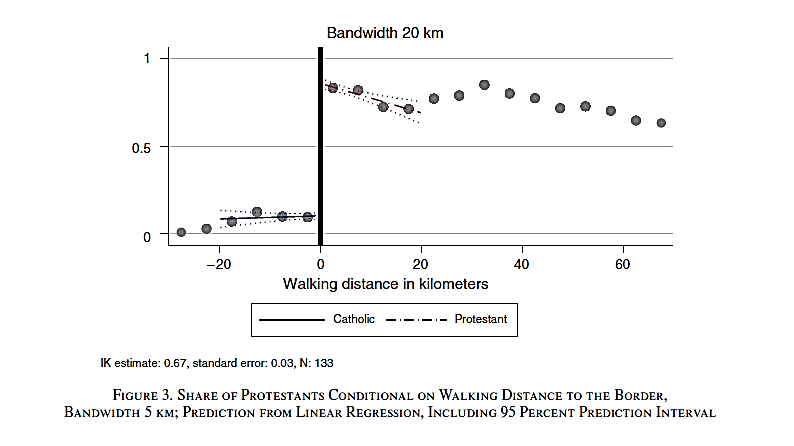 Bandwidth 20 km
1
0.5
0
−20 0 20 40 60
Walking distance in kilometers
Catholic Protestant
IK estimate: 0.67, standard error: 0.03, N: 133
Figure 3. Share of Protestants Conditional on Walking Distance to the Border,
Bandwidth 5 km; Prediction from Linear Regression, Including 95 Percent Prediction Interval